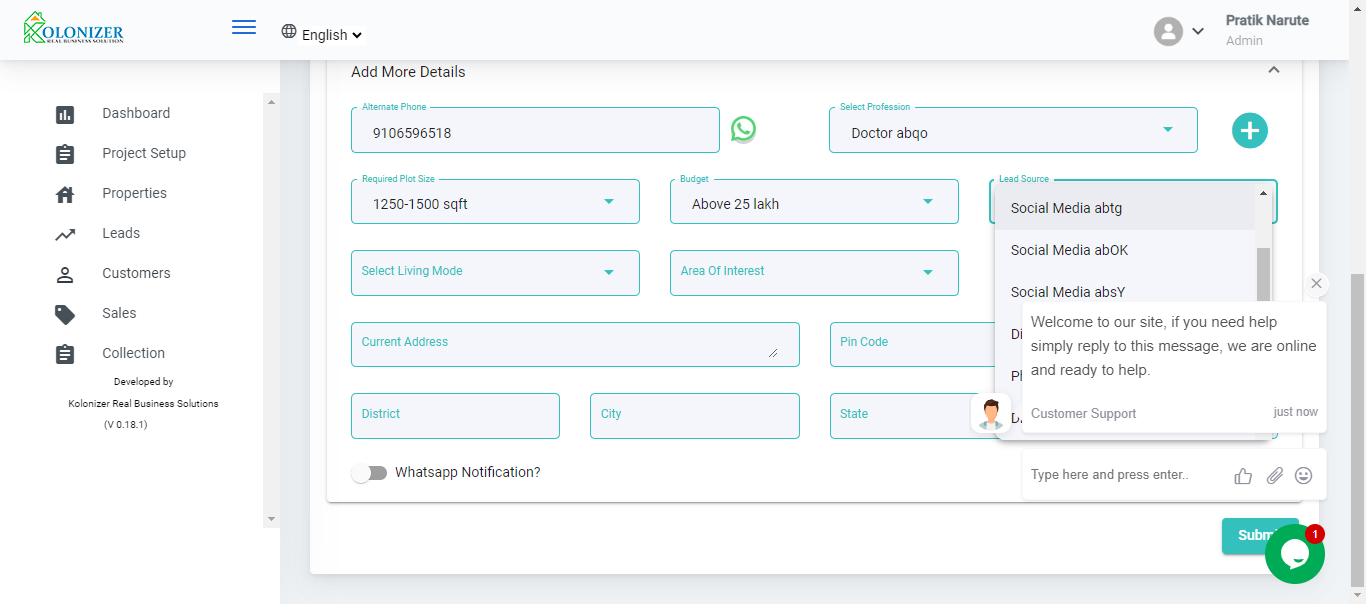 KOLONIZER
REAL BUSINESS SOLUTION
English
Pratik Narute
Admin
Dashboard
Project Setup
Properties
Leads
Customers
Sales
Collection
Developed by
Kolonizer Real Business Solutions
(V 0.18.1)
Add More Details
Alternate Phone
9106596518
Select Profession
Doctor abqo
Required Plot Size
1250-1500 sqft
Budget
Above 25 lakh
Lead Source
Social Media abtg
Social Media abOK
Social Media absY
Select Living Mode
Area Of Interest
Current Address
Pin Code
District
City
State
Whatsapp Notification?
Welcome to our site, if you need help
simply reply to this message, we are online
and ready to help.
Customer Support just now
Type here and press enter..
1